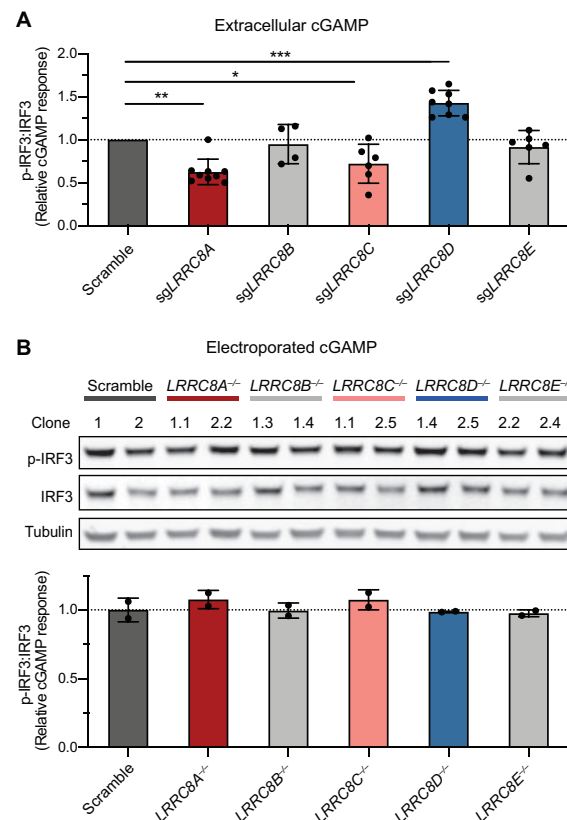 A
Extracellular cGAMP
p-IRF3:IRF3
(Relative cGAMP response)
2.0
1.5
1.0
0.5
0.0
***
*
**
Scramble
sgLRRC8A
sgLRRC8B
sgLRRC8C
sgLRRC8D
sgLRRC8E
B
Electroporated cGAMP
Scramble LRRC8A–/– LRRC8B–/– LRRC8C–/– LRRC8D–/– LRRC8E–/–
Clone 1 2 1.1 2.2 1.3 1.4 1.1 2.5 1.4 2.5 2.2 2.4
p-IRF3
IRF3
Tubulin
p-IRF3:IRF3
(Relative cGAMP response)
1.0
0.5
0.0
Scramble
LRRC8A–/–
LRRC8B–/–
LRRC8C–/–
LRRC8D–/–
LRRC8E–/–